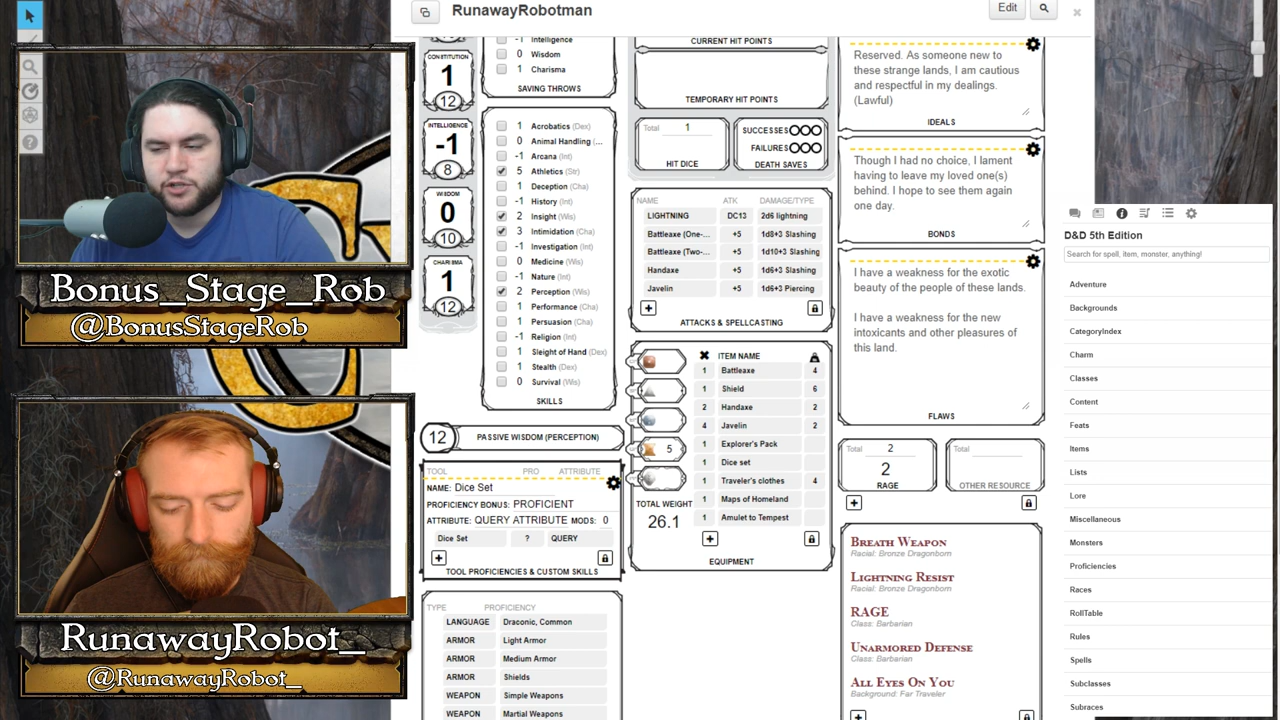 RunawayRobotman
Edit
-1 Intelligence
0 Wisdom
1 Charisma
SAVING THROWS
CONSTITUTION
1
12
INTELLIGENCE
-1
8
WISDOM
0
10
CHARISMA
1
12
1 Acrobatics (Dex)
0 Animal Handling (...
-1 Arcana (Int)
5 Athletics (Str)
1 Deception (Cha)
-1 History (Int)
2 Insight (Wis)
3 Intimidation (Cha)
-1 Investigation (Int)
0 Medicine (Wis)
-1 Nature (Int)
2 Perception (Wis)
1 Performance (Cha)
1 Persuasion (Cha)
-1 Religion (Int)
1 Sleight of Hand (Dex)
1 Stealth (Dex)
0 Survival (Wis)
SKILLS
12 PASSIVE WISDOM (PERCEPTION)
TOOL PRO ATTRIBUTE
NAME: Dice Set
PROFICIENCY BONUS: PROFICIENT
ATTRIBUTE: QUERY ATTRIBUTE MODS: 0
Dice Set ? QUERY
TOOL PROFICIENCIES & CUSTOM SKILLS
TYPE PROFICIENCY
LANGUAGE Draconic, Common
ARMOR Light Armor
ARMOR Medium Armor
ARMOR Shields
WEAPON Simple Weapons
WEAPON Martial Weapons
CURRENT HIT POINTS
TEMPORARY HIT POINTS
Total 1
HIT DICE
SUCCESSES
FAILURES
DEATH SAVES
NAME ATK DAMAGE/TYPE
LIGHTNING DC13 2d6 lightning
Battleaxe (One-... +5 1d8+3 Slashing
Battleaxe (Two-... +5 1d10+3 Slashing
Handaxe +5 1d6+3 Slashing
Javelin +5 1d6+3 Piercing
ATTACKS & SPELLCASTING
ITEM NAME
1 Battleaxe 4
1 Shield 6
2 Handaxe 2
4 Javelin 2
1 Explorer's Pack
1 Dice set
1 Traveler's clothes 4
1 Maps of Homeland
1 Amulet to Tempest
5
TOTAL WEIGHT
26.1
EQUIPMENT
Reserved. As someone new to
these strange lands, I am cautious
and respectful in my dealings.
(Lawful)
IDEALS
Though I had no choice, I lament
having to leave my loved one(s)
behind. I hope to see them again
one day.
BONDS
I have a weakness for the exotic
beauty of the people of these lands.
I have a weakness for the new
intoxicants and other pleasures of
this land.
FLAWS
Total 2
2
RAGE
Total
OTHER RESOURCE
BREATH WEAPON
Racial: Bronze Dragonborn
LIGHTNING RESIST
Racial: Bronze Dragonborn
RAGE
Class: Barbarian
UNARMORED DEFENSE
Class: Barbarian
ALL EYES ON YOU
Background: Far Traveler
D&D 5th Edition
Search for spell, item, monster, anything!
Adventure
Backgrounds
CategoryIndex
Charm
Classes
Content
Feats
Items
Lists
Lore
Miscellaneous
Monsters
Proficiencies
Races
RollTable
Rules
Spells
Subclasses
Subraces
Bonus_Stage_Rob
@BonusStageRob
RunawayRobot_
@RunawayRobot_